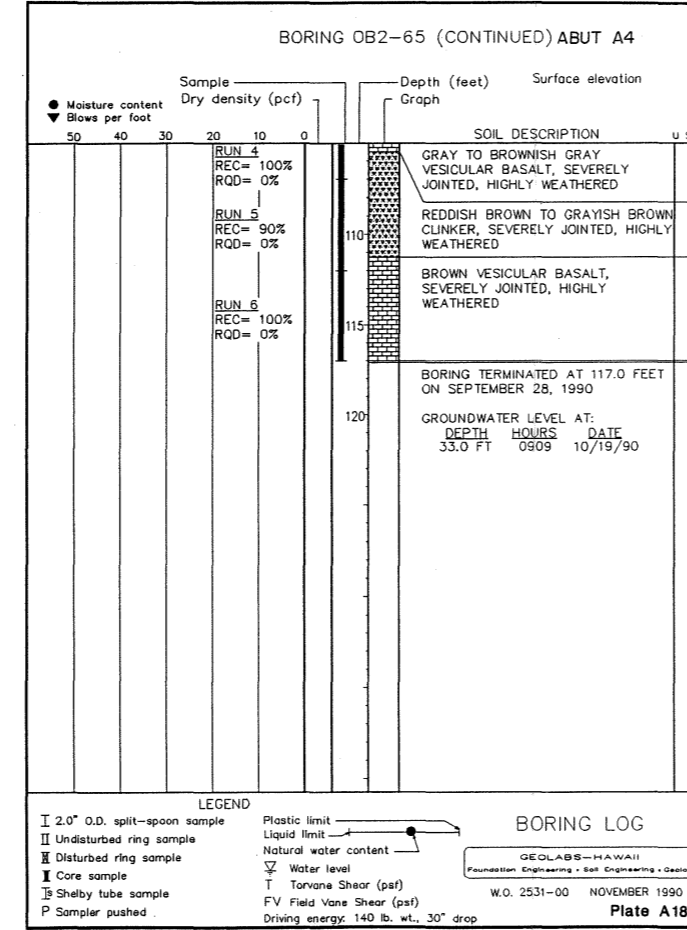 BORING OB2-65 (CONTINUED) ABUT A4
Sample
Depth (feet)
Surface elevation
● Moisture content
Dry density (pcf)
Graph
▼ Blows per foot
50 40 30 20 10 0
SOIL DESCRIPTION
U S
RUN 4
REC= 100%
RQD= 0%
GRAY TO BROWNISH GRAY
VESICULAR BASALT, SEVERELY
JOINTED, HIGHLY WEATHERED
RUN 5
REC= 90%
RQD= 0%
110
REDDISH BROWN TO GRAYISH BROWN
CLINKER, SEVERELY JOINTED, HIGHLY
WEATHERED
BROWN VESICULAR BASALT,
SEVERELY JOINTED, HIGHLY
WEATHERED
RUN 6
REC= 100%
RQD= 0%
115
BORING TERMINATED AT 117.0 FEET
ON SEPTEMBER 28, 1990
120
GROUNDWATER LEVEL AT:
DEPTH HOURS DATE
33.0 FT 0909 10/19/90
LEGEND
2.0" O.D. split-spoon sample
Undisturbed ring sample
Disturbed ring sample
Core sample
Shelby tube sample
P Sampler pushed
Plastic limit
Liquid limit
Natural water content
Water level
T Torvane Shear (psf)
FV Field Vane Shear (psf)
Driving energy: 140 lb. wt., 30" drop
BORING LOG
GEOLABS-HAWAII
Foundation Engineering • Soil Engineering • Geolo
W.O. 2531-00 NOVEMBER 1990
Plate A18